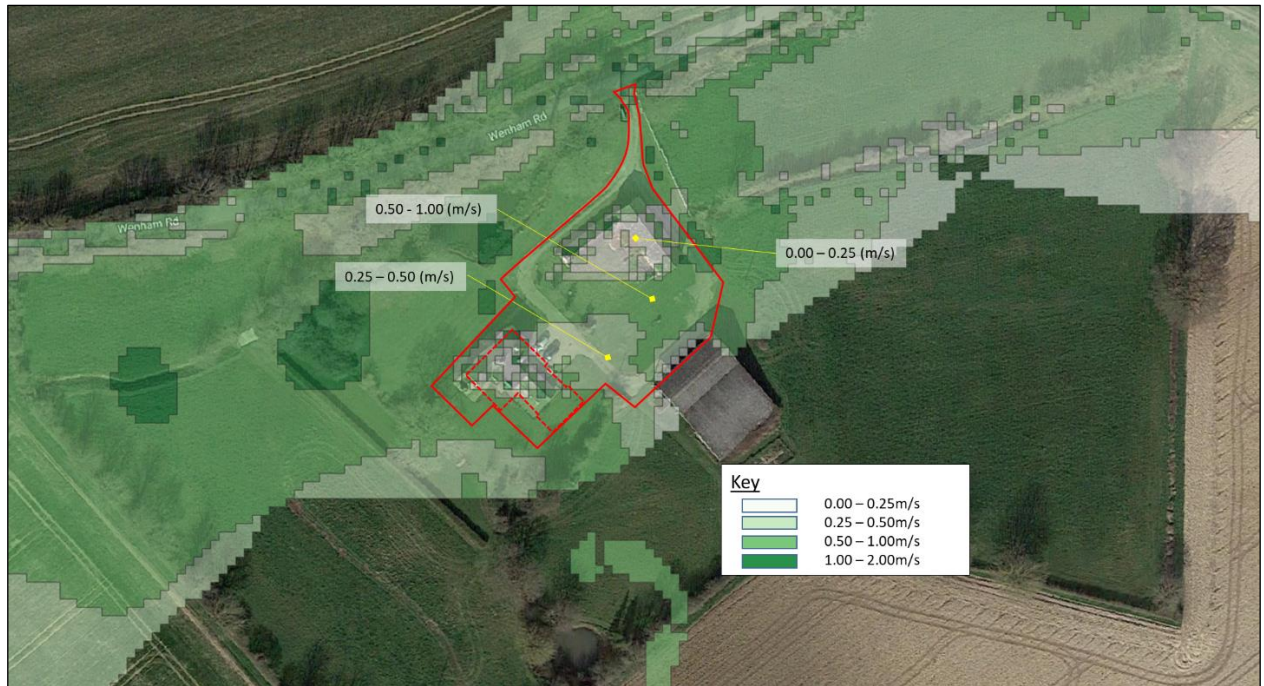 Wenham Rd
Wenham Rd
0.50 - 1.00 (m/s)
0.00 – 0.25 (m/s)
0.25 – 0.50 (m/s)
Key
0.00 – 0.25m/s
0.25 – 0.50m/s
0.50 – 1.00m/s
1.00 – 2.00m/s